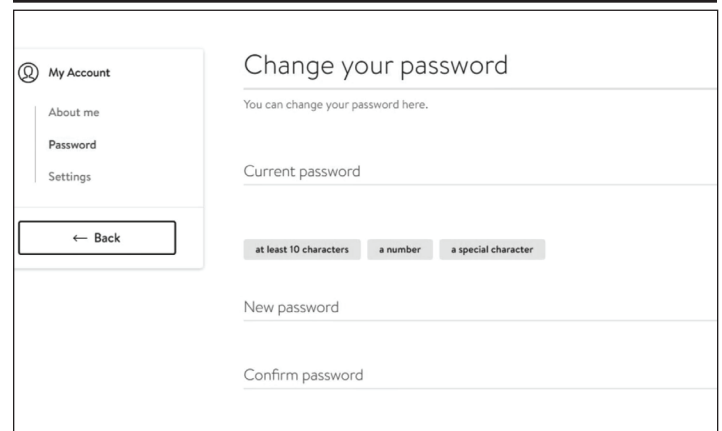 My Account
About me
Password
Settings
← Back
Change your password
You can change your password here.
Current password
at least 10 characters a number a special character
New password
Confirm password